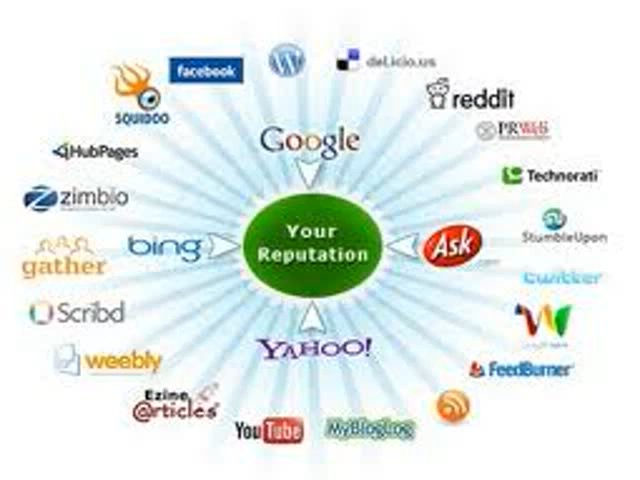 facebook
del.icio.us
reddit
SQUIDOO
Google
PRWeb
HubPages
Technorati
zimbio
StumbleUpon
Your
Reputation
bing
Ask
gather
twitter
Scribd
YAHOO!
weebly
FeedBurner
Ezine
@rticles
YouTube
MyBlogLog